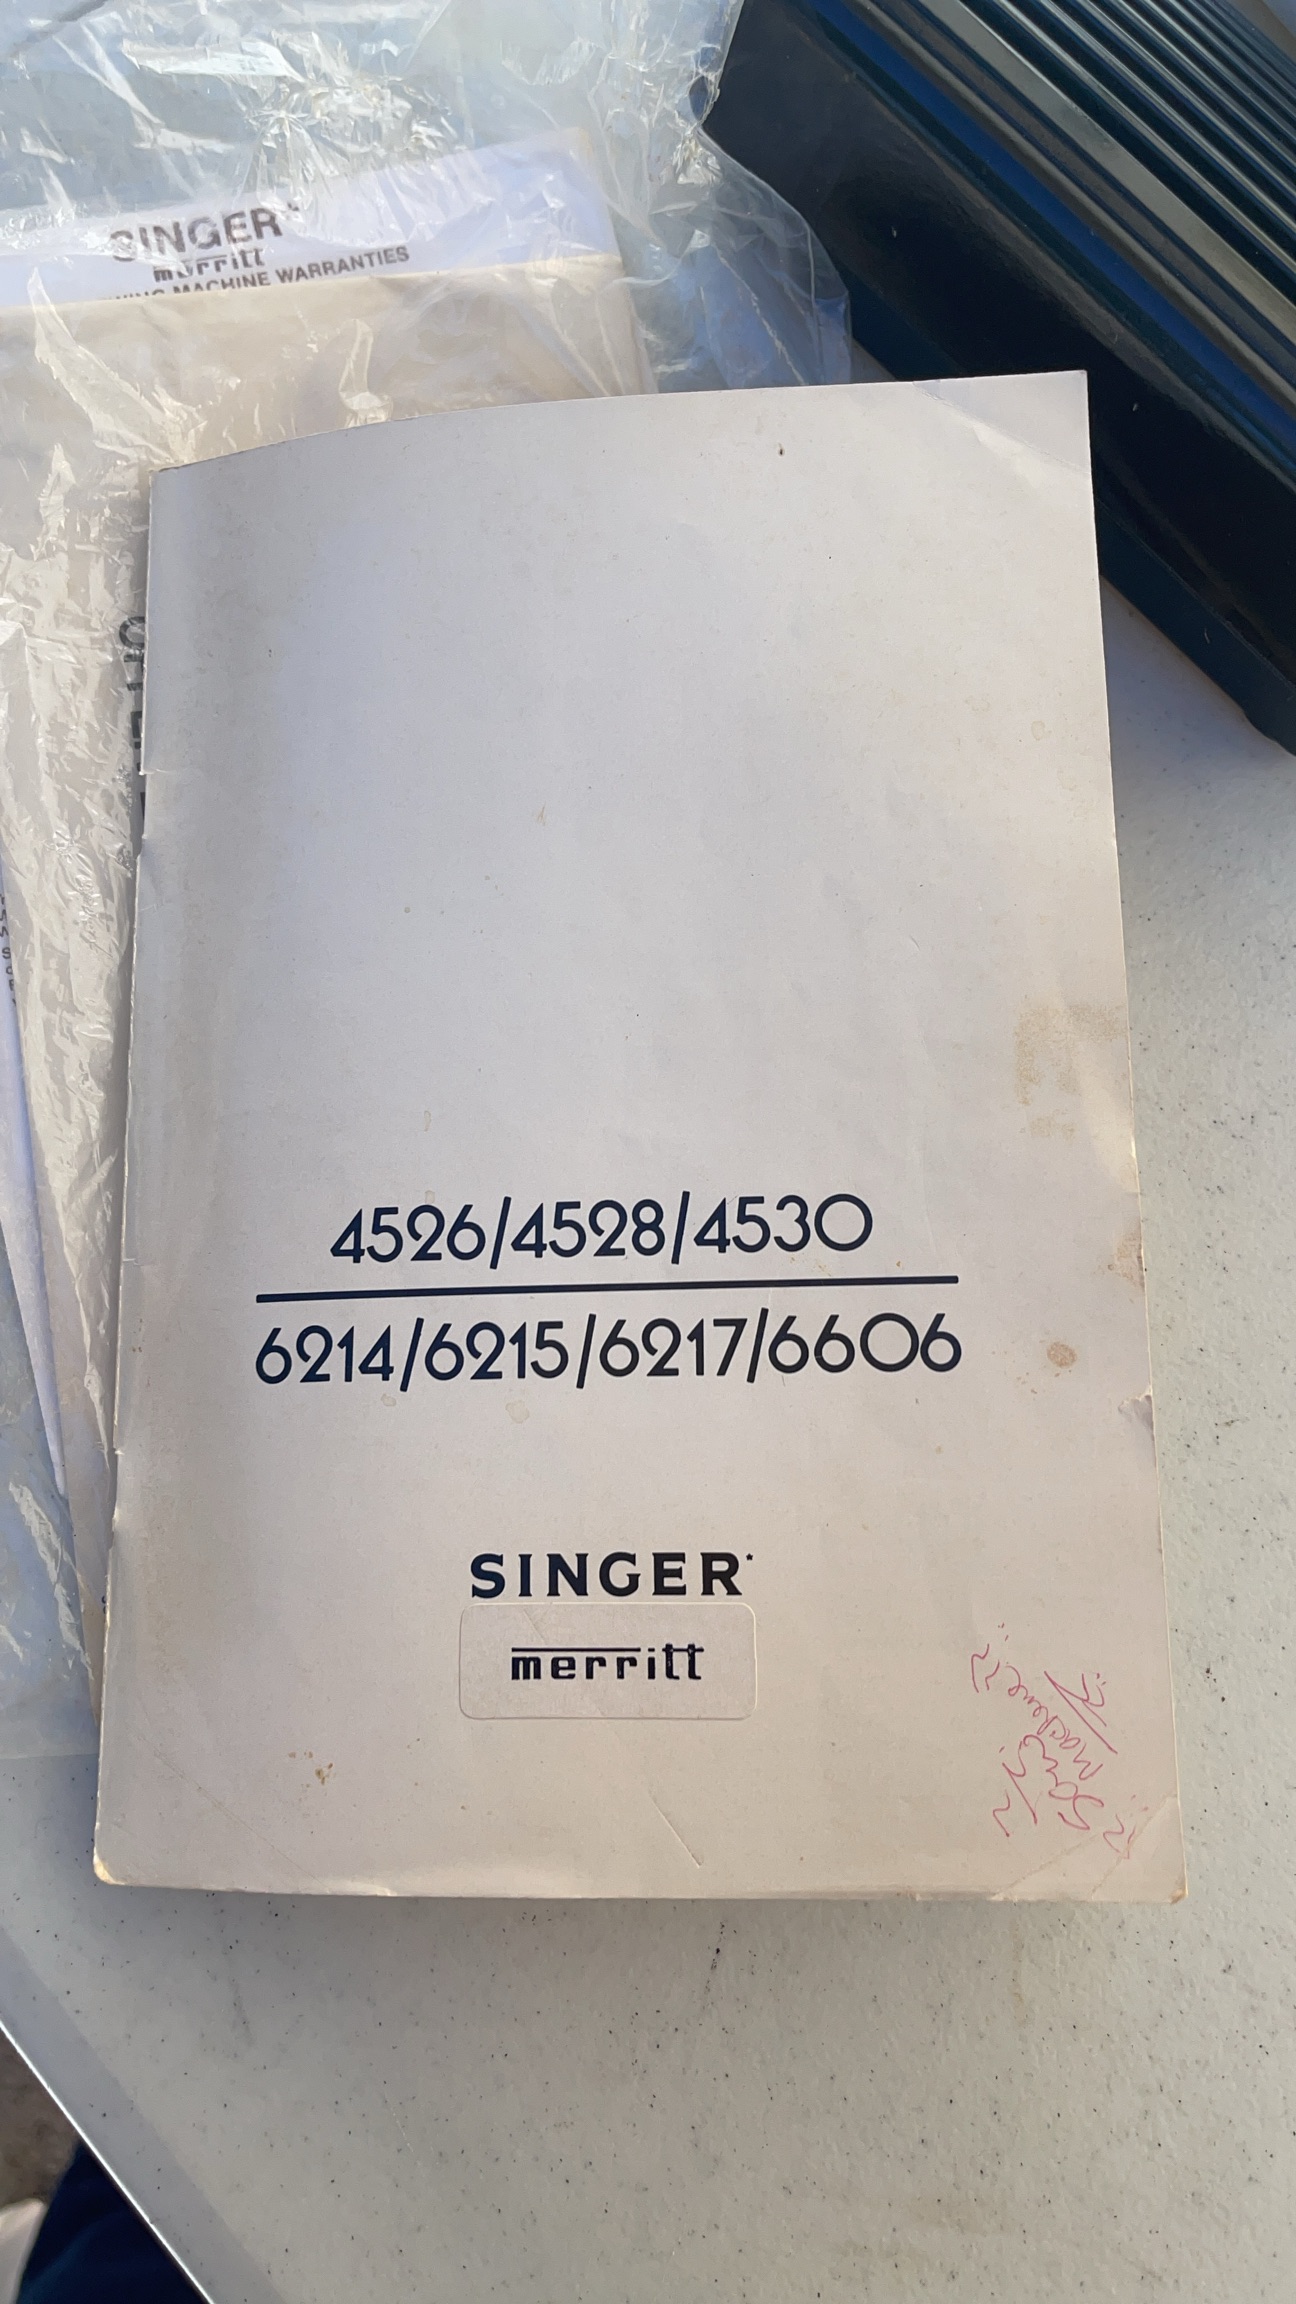 SINGER*
merritt
MACHINE WARRANTIES
4526/4528/4530
6214/6215/6217/6606
SINGER*
merritt